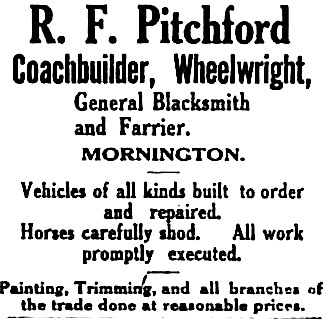 R. F. Pitchford
Coachbuilder, Wheelwright,
General Blacksmith
and Farrier.
MORNINGTON.
Vehicles of all kinds built to order
and repaired.
Horses carefully shod. All work
promptly executed.
Painting, Trimming, and all branches of
the trade done at reasonable prices.